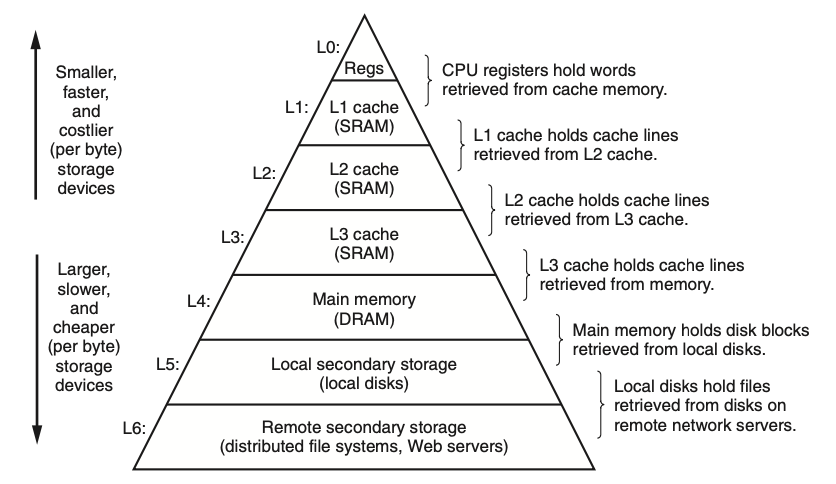 L0:
Regs
CPU registers hold words
retrieved from cache memory.
Smaller,
faster,
and
costlier
(per byte)
storage
devices
L1:
L1 cache
(SRAM)
L1 cache holds cache lines
retrieved from L2 cache.
L2:
L2 cache
(SRAM)
L2 cache holds cache lines
retrieved from L3 cache.
L3:
L3 cache
(SRAM)
L3 cache holds cache lines
retrieved from memory.
Larger,
slower,
and
cheaper
(per byte)
storage
devices
L4:
Main memory
(DRAM)
Main memory holds disk blocks
retrieved from local disks.
L5:
Local secondary storage
(local disks)
Local disks hold files
retrieved from disks on
remote network servers.
L6:
Remote secondary storage
(distributed file systems, Web servers)